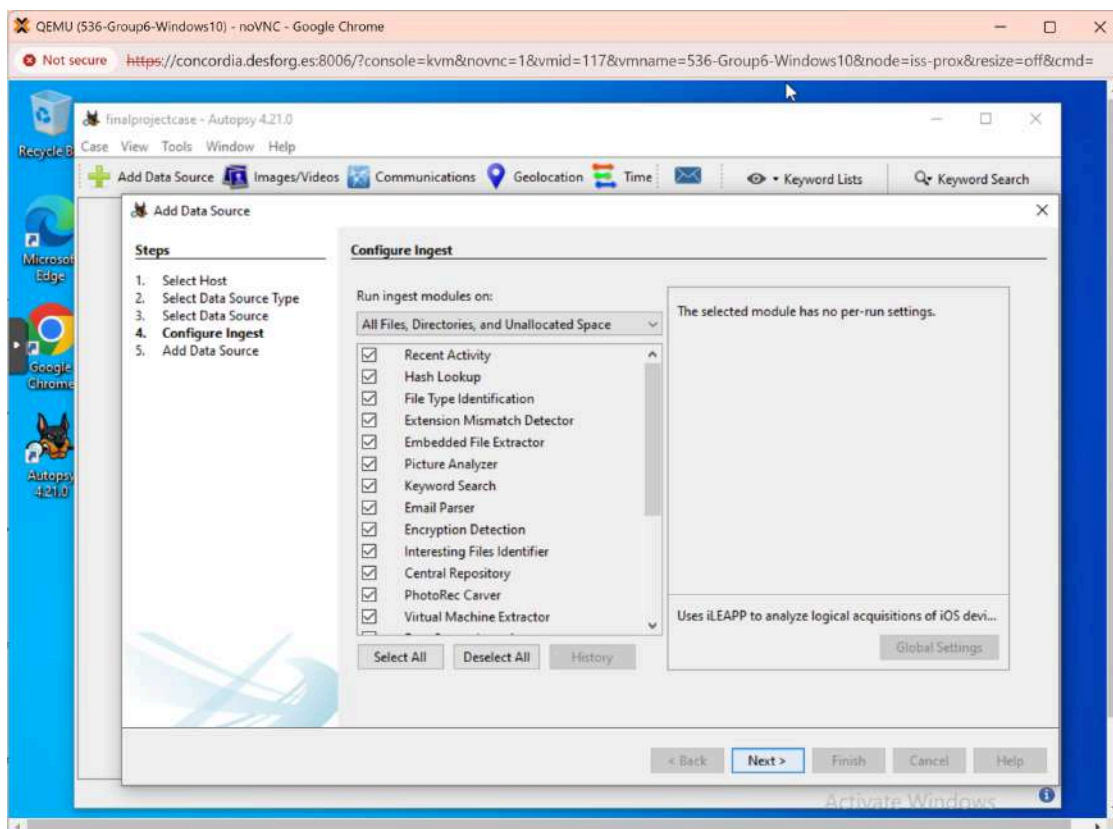 QEMU (536-Group6-Windows10) - noVNC - Google Chrome
Not secure https://concordia.desforg.es:8006/?console=kvm&novnc=1&vmid=117&vmname=536-Group6-Windows10&node=iss-prox&resize=off&cmd=
Recycle B
finalprojectcase - Autopsy 4.21.0
Case View Tools Window Help
Add Data Source Images/Videos Communications Geolocation Time Keyword Lists Keyword Search
Microsof
Edge
Google
Chrome
Autopsy
4.21.0
Add Data Source
Steps
1. Select Host
2. Select Data Source Type
3. Select Data Source
4. Configure Ingest
5. Add Data Source
Configure Ingest
Run ingest modules on:
All Files, Directories, and Unallocated Space
Recent Activity
Hash Lookup
File Type Identification
Extension Mismatch Detector
Embedded File Extractor
Picture Analyzer
Keyword Search
Email Parser
Encryption Detection
Interesting Files Identifier
Central Repository
PhotoRec Carver
Virtual Machine Extractor
Select All Deselect All History
The selected module has no per-run settings.
Uses iLEAPP to analyze logical acquisitions of iOS devi...
Global Settings
< Back Next > Finish Cancel Help
Activate Windows